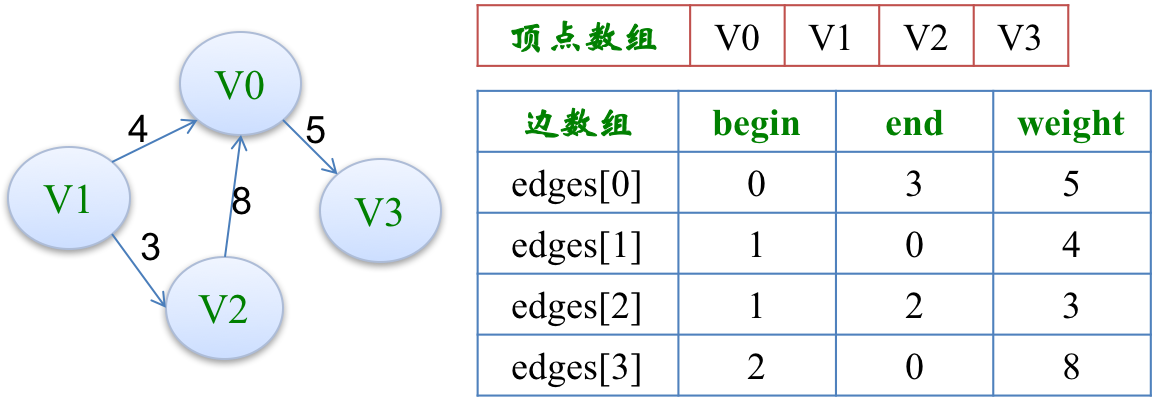 V0
4
5
V1
8
V3
3
V2
顶点数组 V0 V1 V2 V3
边数组 begin end weight
edges[0] 0 3 5
edges[1] 1 0 4
edges[2] 1 2 3
edges[3] 2 0 8